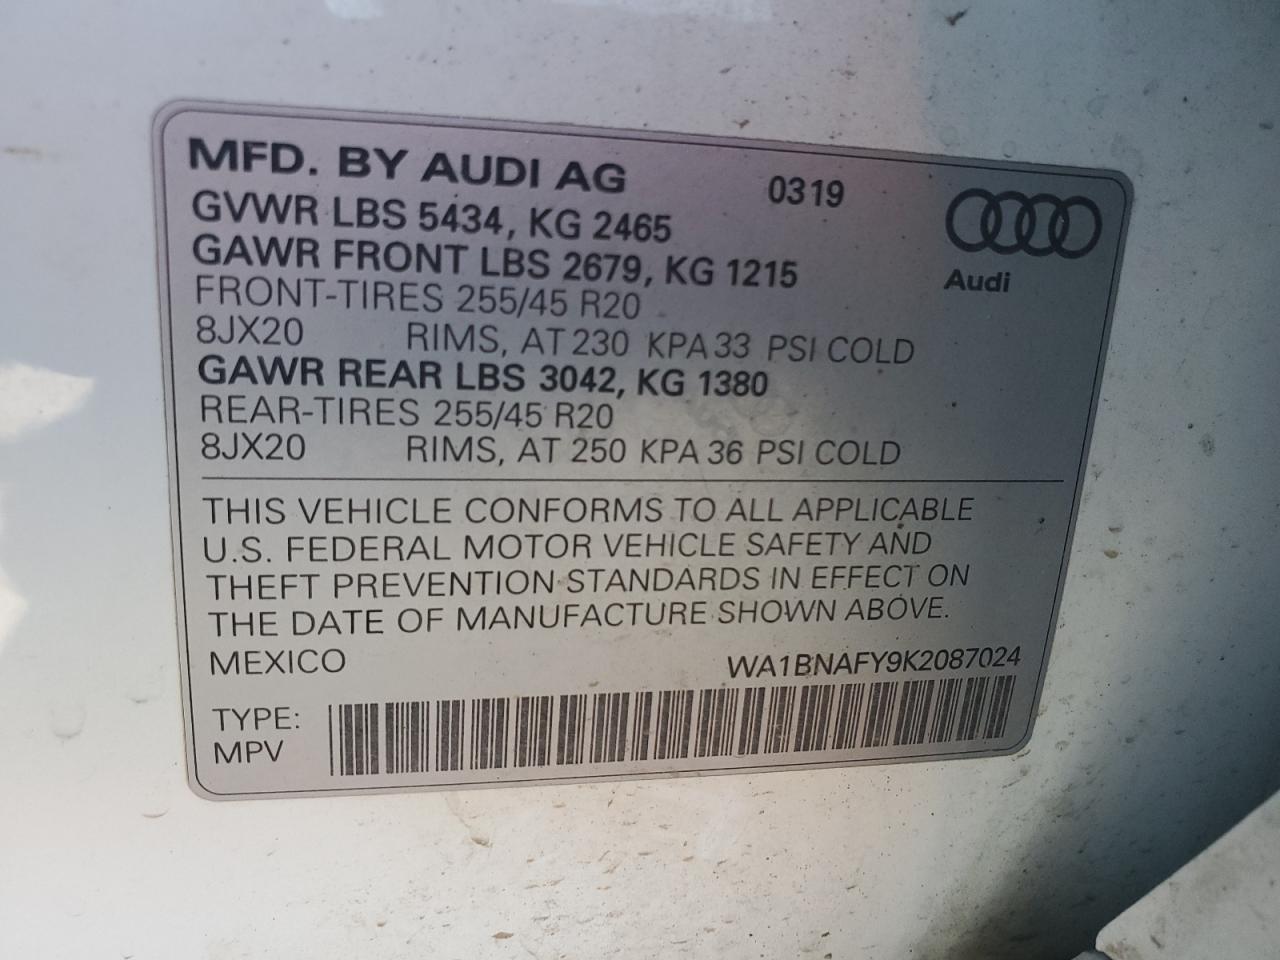 MFD. BY AUDI AG 0319
GVWR LBS 5434, KG 2465
GAWR FRONT LBS 2679, KG 1215
Audi
FRONT-TIRES 255/45 R20
8JX20 RIMS, AT 230 KPA 33 PSI COLD
GAWR REAR LBS 3042, KG 1380
REAR-TIRES 255/45 R20
8JX20 RIMS, AT 250 KPA 36 PSI COLD
THIS VEHICLE CONFORMS TO ALL APPLICABLE
U.S. FEDERAL MOTOR VEHICLE SAFETY AND
THEFT PREVENTION STANDARDS IN EFFECT ON
THE DATE OF MANUFACTURE SHOWN ABOVE.
MEXICO WA1BNAFY9K2087024
TYPE:
MPV